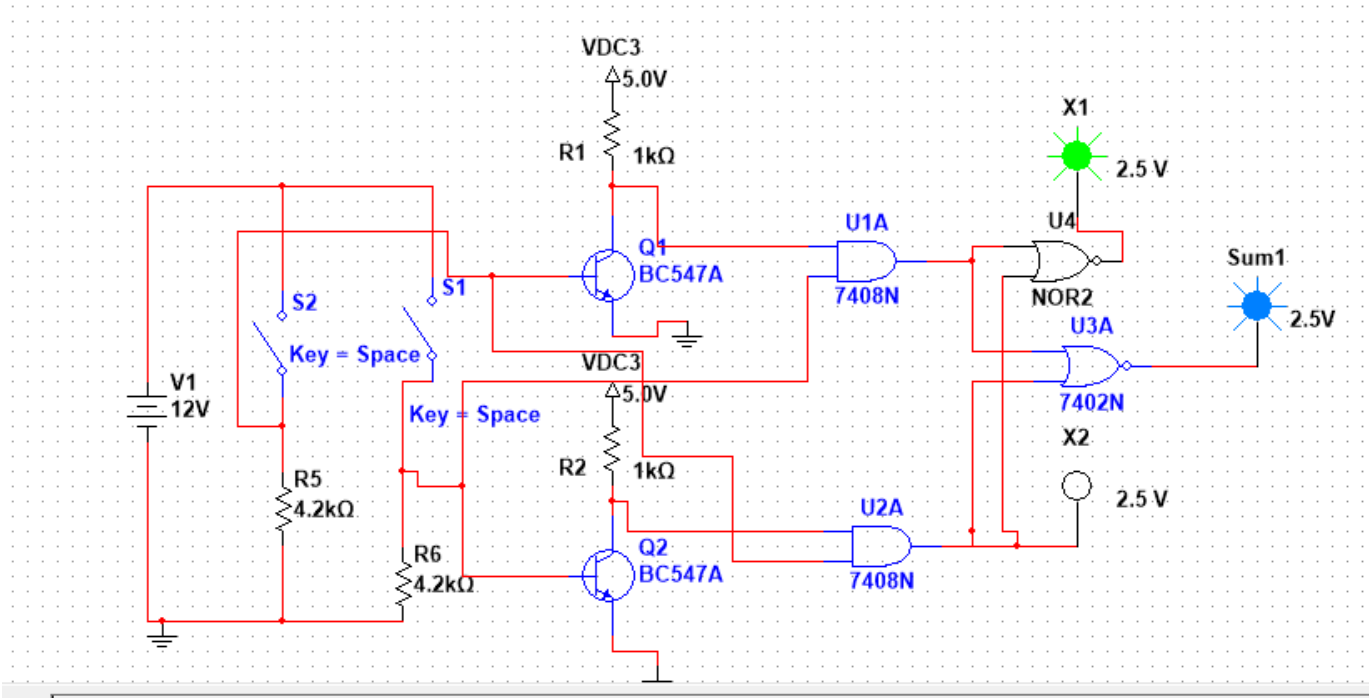 VDC3
5.0V
R1
1kΩ
X1
2.5 V
U1A
U4
Q1
BC547A
7408N
NOR2
Sum1
2.5V
S2
S1
Key = Space
U3A
7402N
VDC3
5.0V
V1
12V
Key = Space
R2
1kΩ
X2
2.5 V
R5
4.2kΩ
U2A
Q2
BC547A
7408N
R6
4.2kΩ